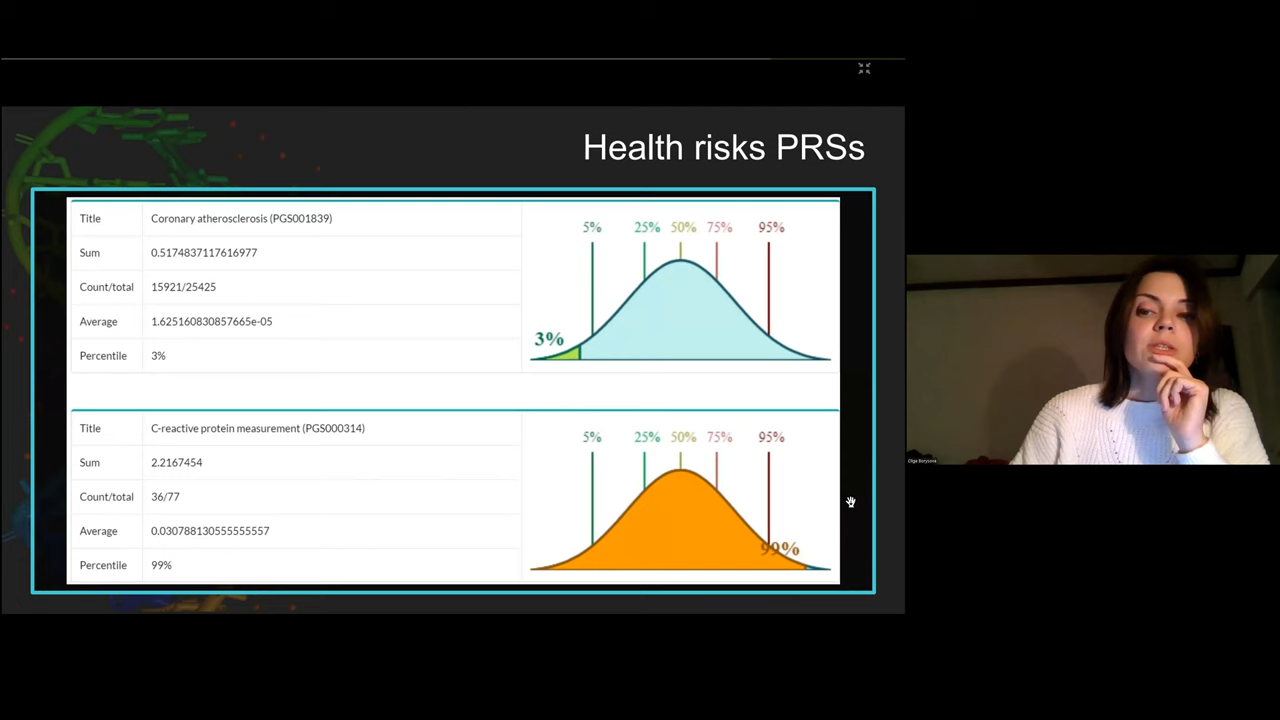 Health risks PRSs
Title Coronary atherosclerosis (PGS001839)
Sum 0.5174837117616977
Count/total 15921/25425
Average 1.625160830857665e-05
Percentile 3%
5% 25% 50% 75% 95%
3%
Title C-reactive protein measurement (PGS000314)
Sum 2.2167454
Count/total 36/77
Average 0.030788130555555557
Percentile 99%
5% 25% 50% 75% 95%
99%
Olga Borysova